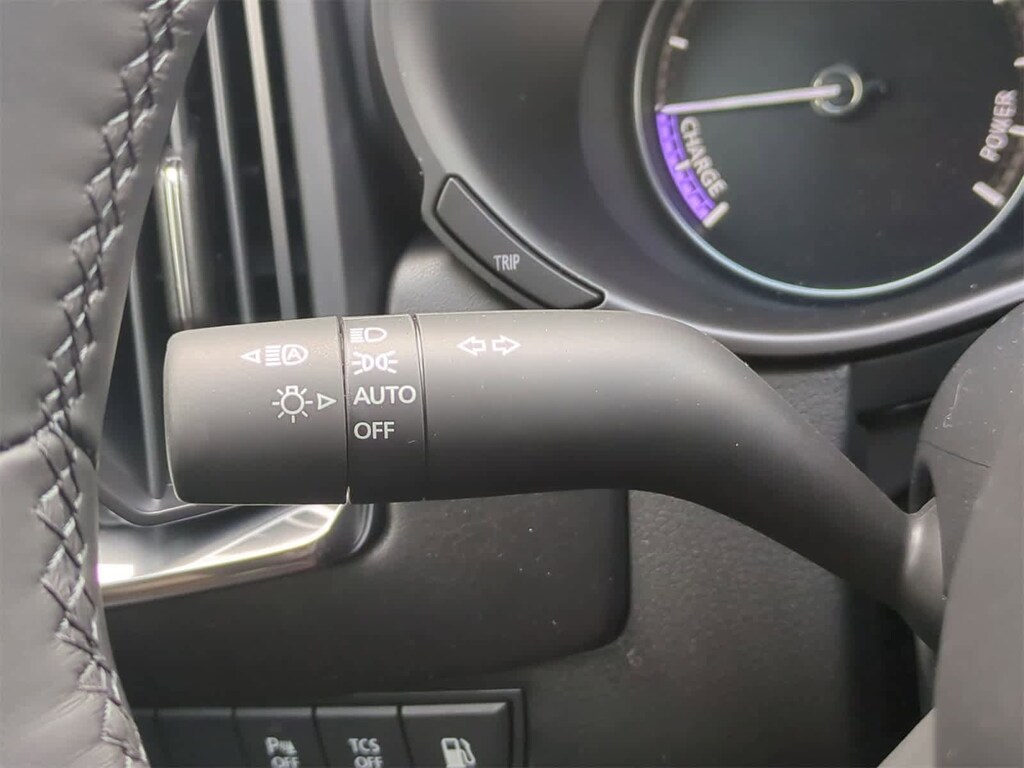 CHARGE
POWER
TRIP
A
AUTO
OFF
P
OFF
TCS
OFF